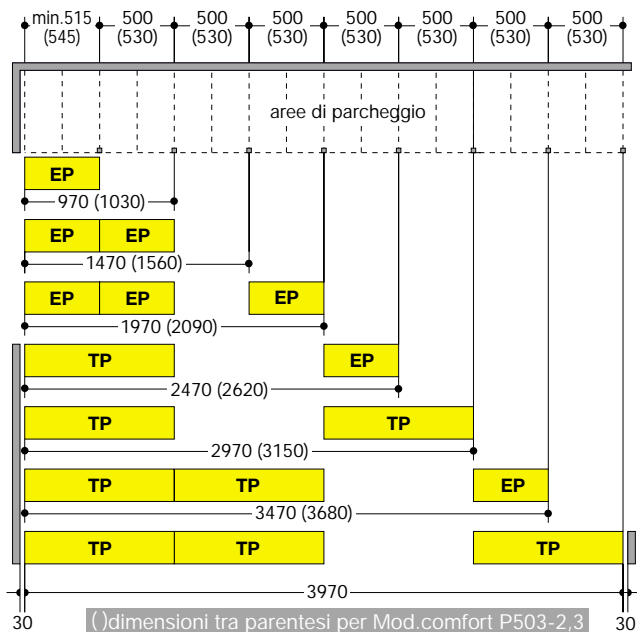 min.515 500 500 500 500 500 500 500
(545) (530) (530) (530) (530) (530) (530) (530)
aree di parcheggio
EP
970 (1030)
EP EP
1470 (1560)
EP EP EP
1970 (2090)
TP EP
2470 (2620)
TP TP
2970 (3150)
TP TP EP
3470 (3680)
TP TP TP
3970
30 ()dimensioni tra parentesi per Mod.comfort P503-2,3 30